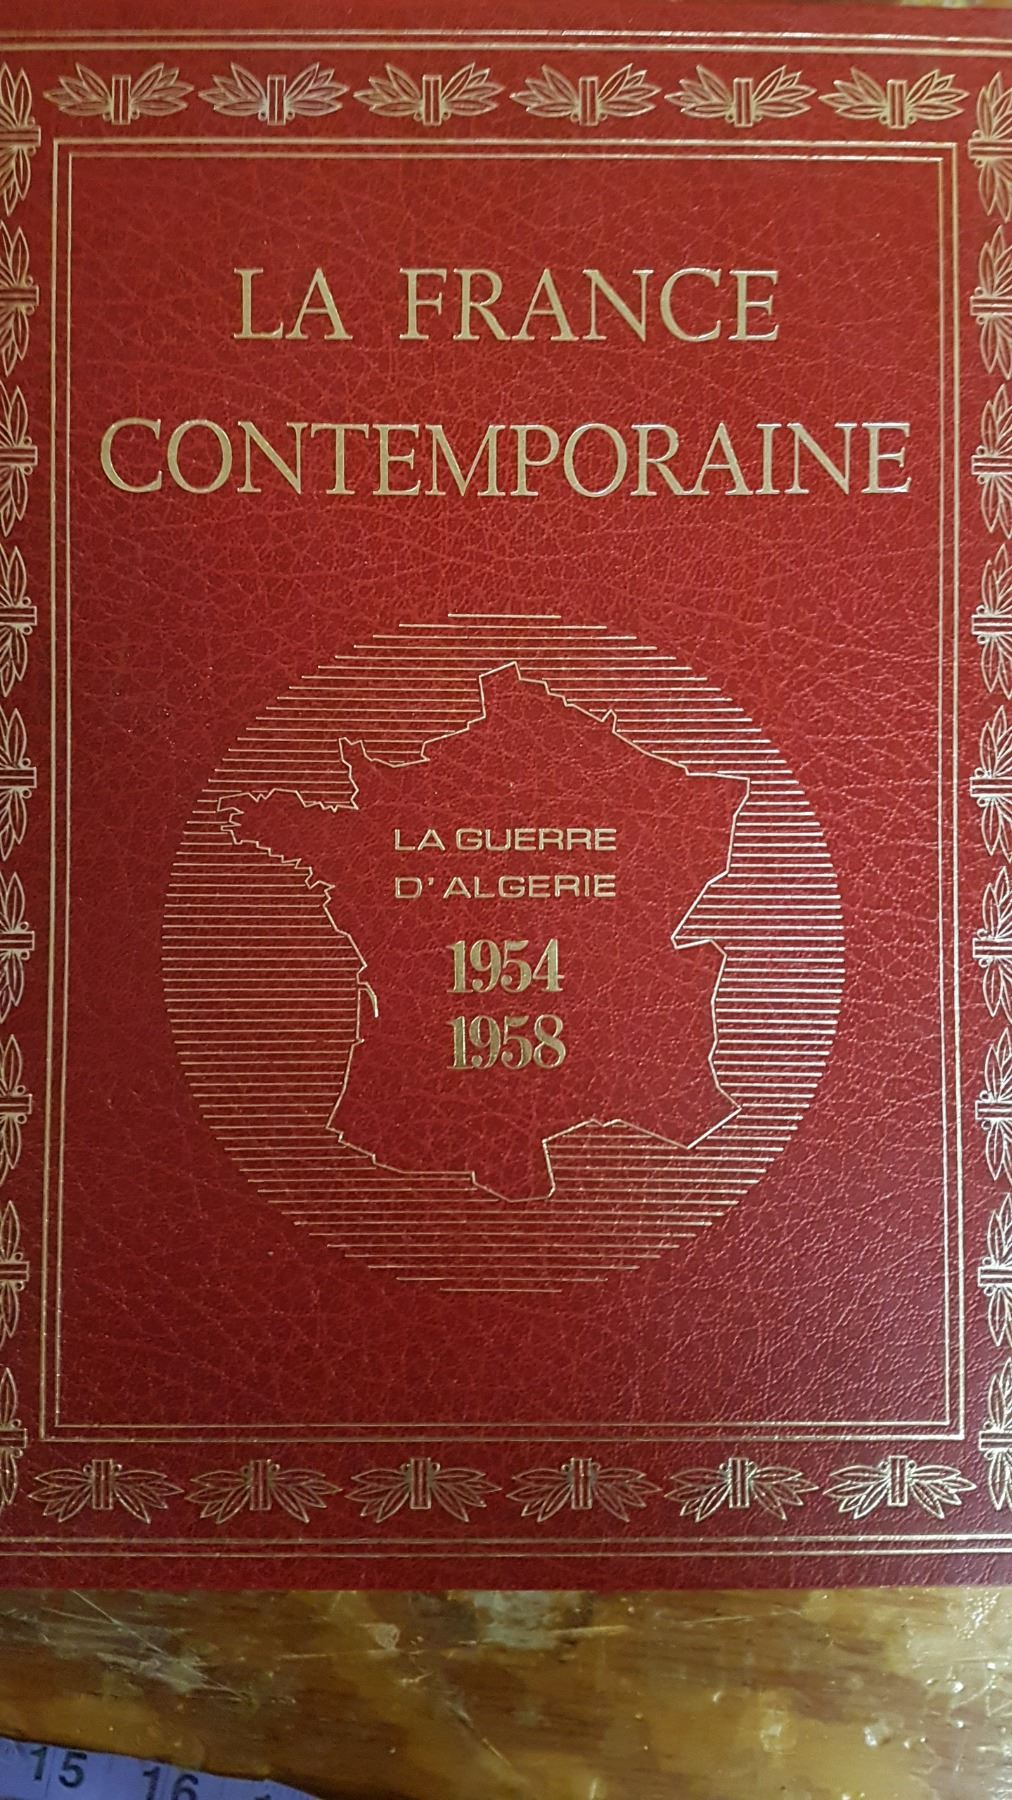 LA FRANCE
CONTEMPORAINE
LA GUERRE
D'ALGERIE
1954
1958
15 16